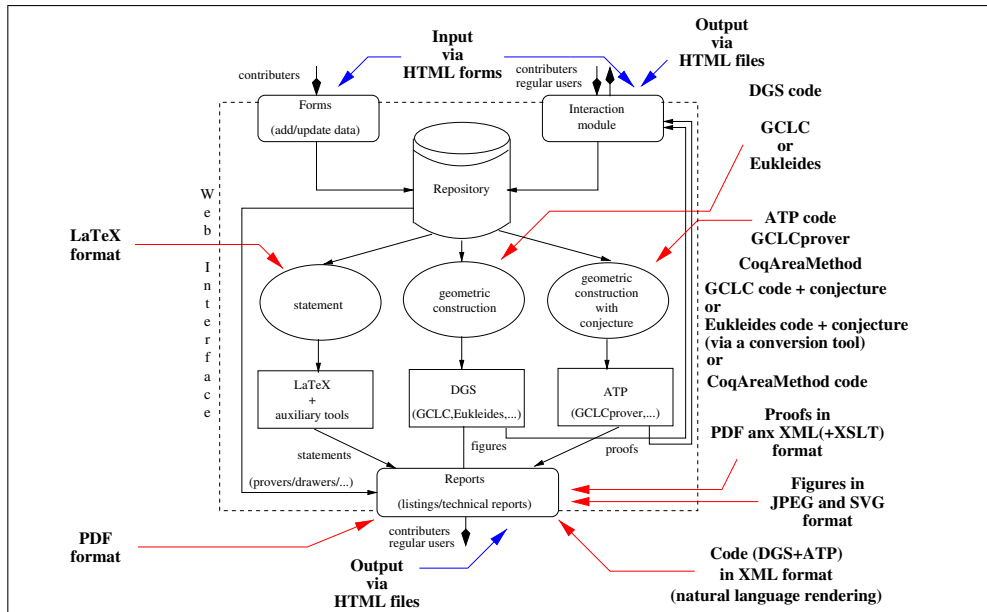 Input
via
HTML forms
Output
via
HTML files
contributers
contributers
regular users
DGS code
Forms
(add/update data)
Interaction
module
GCLC
or
Eukleides
Repository
Web Interface
LaTeX
format
ATP code
GCLCprover
CoqAreaMethod
GCLC code + conjecture
or
Eukleides code + conjecture
(via a conversion tool)
or
CoqAreaMethod code
statement
geometric
construction
geometric
construction
with
conjecture
LaTeX
+
auxiliary tools
DGS
(GCLC,Eukleides,...)
ATP
(GCLCprover,...)
statements
figures
proofs
Proofs in
PDF anx XML(+XSLT)
format
(provers/drawers/...)
Reports
(listings/technical reports)
Figures in
JPEG and SVG
format
PDF
format
contributers
regular users
Output
via
HTML files
Code (DGS+ATP)
in XML format
(natural language rendering)